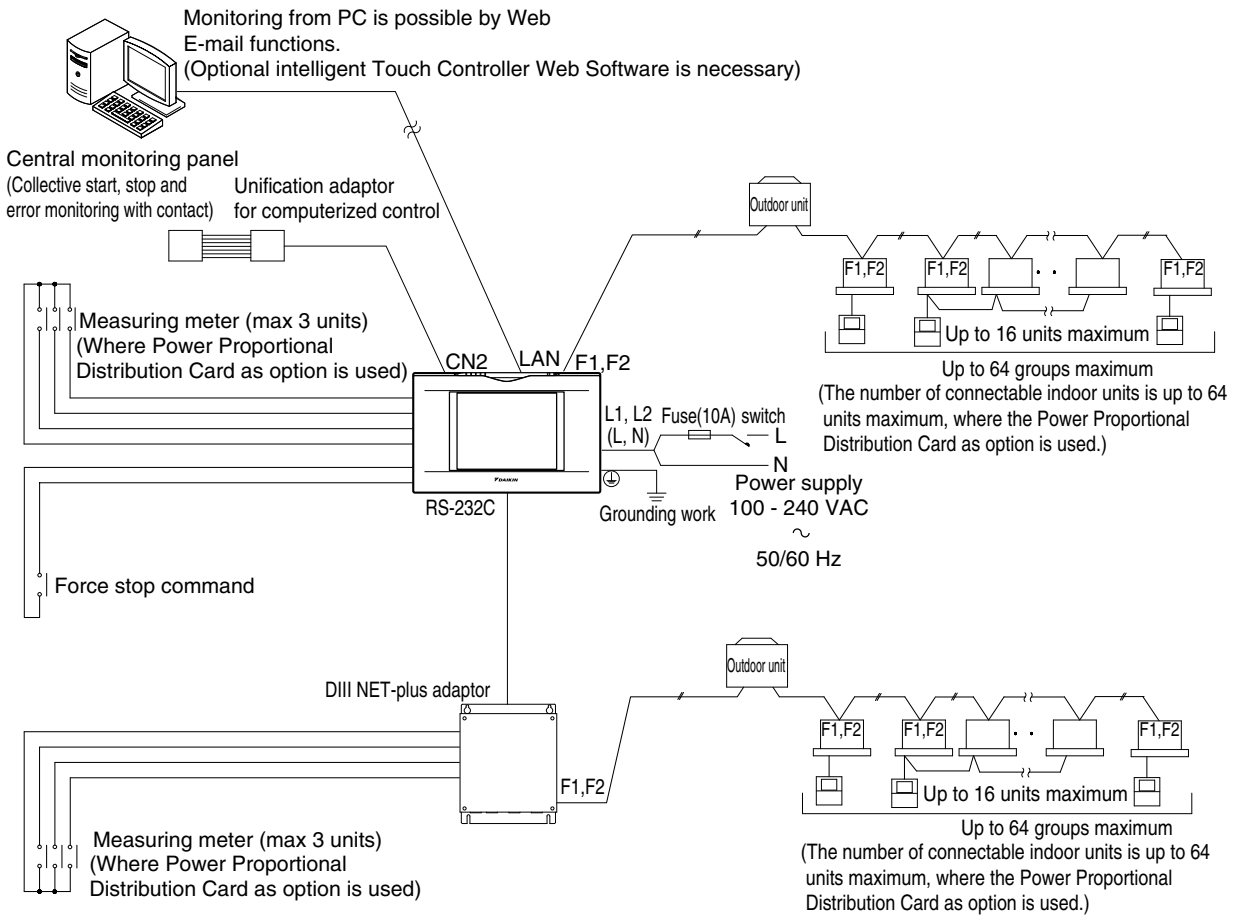 Monitoring from PC is possible by Web
E-mail functions.
(Optional intelligent Touch Controller Web Software is necessary)
Central monitoring panel
(Collective start, stop and
error monitoring with contact)
Unification adaptor
for computerized control
Outdoor unit
F1,F2
F1,F2
F1,F2
Up to 16 units maximum
Up to 64 groups maximum
(The number of connectable indoor units is up to 64
units maximum, where the Power Proportional
Distribution Card as option is used.)
Measuring meter (max 3 units)
(Where Power Proportional
Distribution Card as option is used)
CN2
LAN
F1,F2
L1, L2
(L, N)
Fuse(10A)
switch
L
N
Power supply
100 - 240 VAC
~
50/60 Hz
Grounding work
DAIKIN
RS-232C
Force stop command
DIII NET-plus adaptor
F1,F2
Outdoor unit
F1,F2
F1,F2
F1,F2
Up to 16 units maximum
Up to 64 groups maximum
(The number of connectable indoor units is up to 64
units maximum, where the Power Proportional
Distribution Card as option is used.)
Measuring meter (max 3 units)
(Where Power Proportional
Distribution Card as option is used)